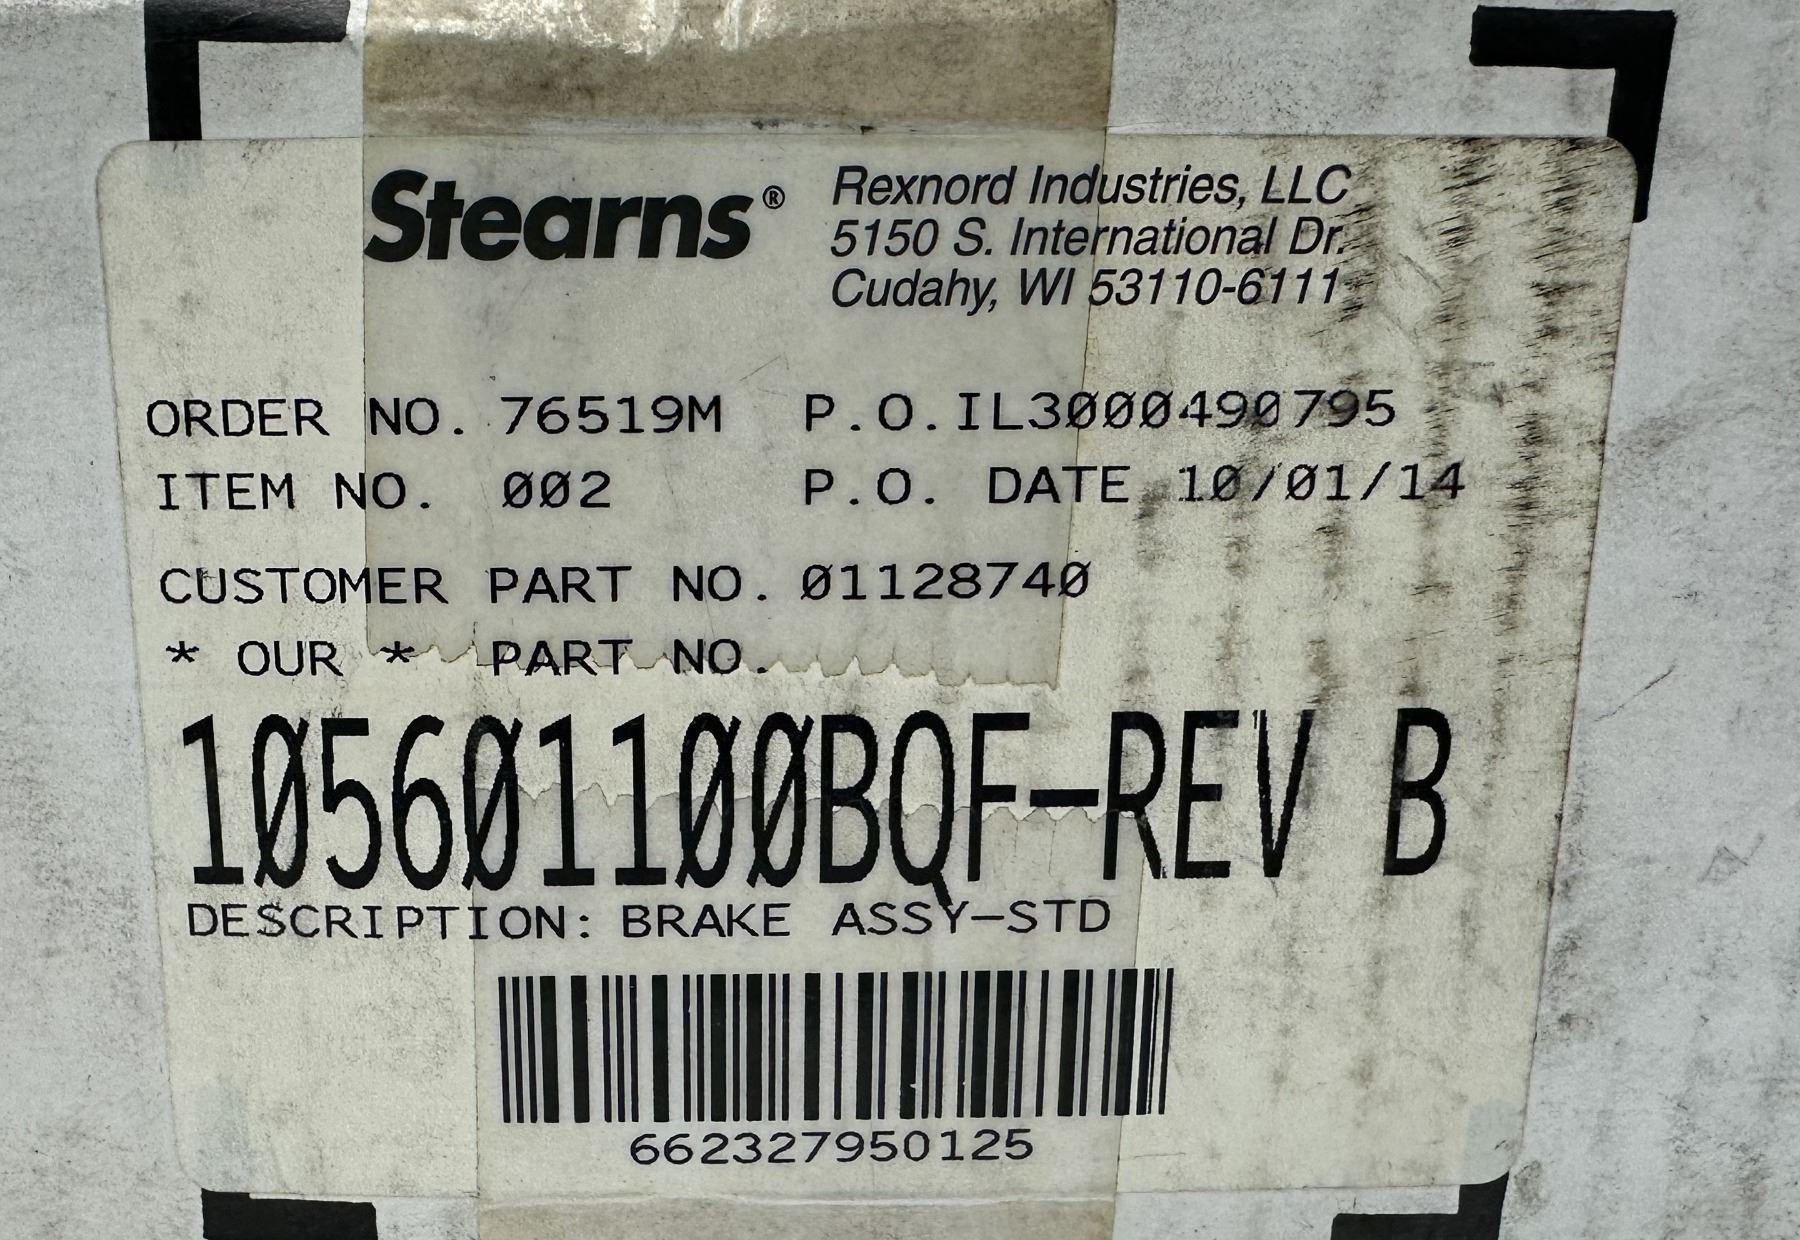 Stearns®
Rexnord Industries, LLC
5150 S. International Dr.
Cudahy, WI 53110-6111
ORDER NO. 76519M P.O. IL3000490795
ITEM NO. 002 P.O. DATE 10/01/14
CUSTOMER PART NO. 01128740
* OUR * PART NO.
105601100BQF-REV B
DESCRIPTION: BRAKE ASSY-STD
662327950125